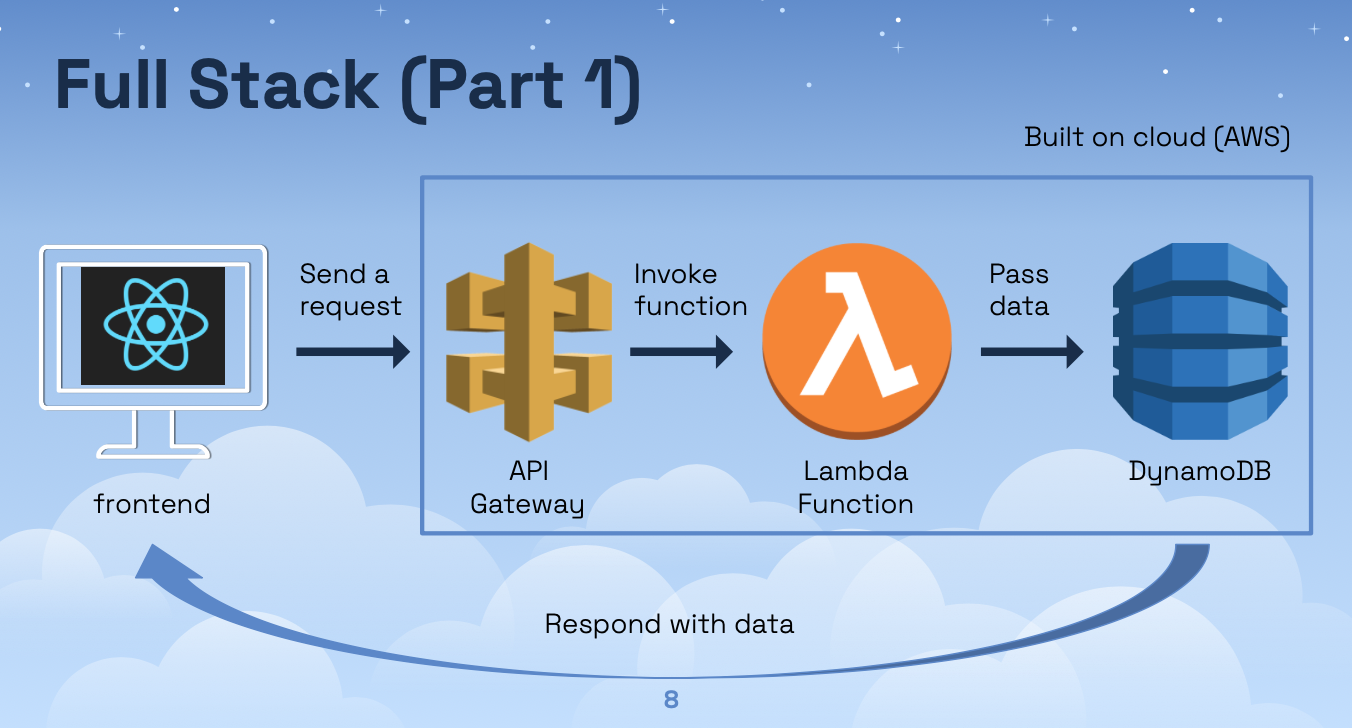 Full Stack (Part 1)
Built on cloud (AWS)
Send a
request
Invoke
function
Pass
data
frontend
API
Gateway
Lambda
Function
DynamoDB
Respond with data
8